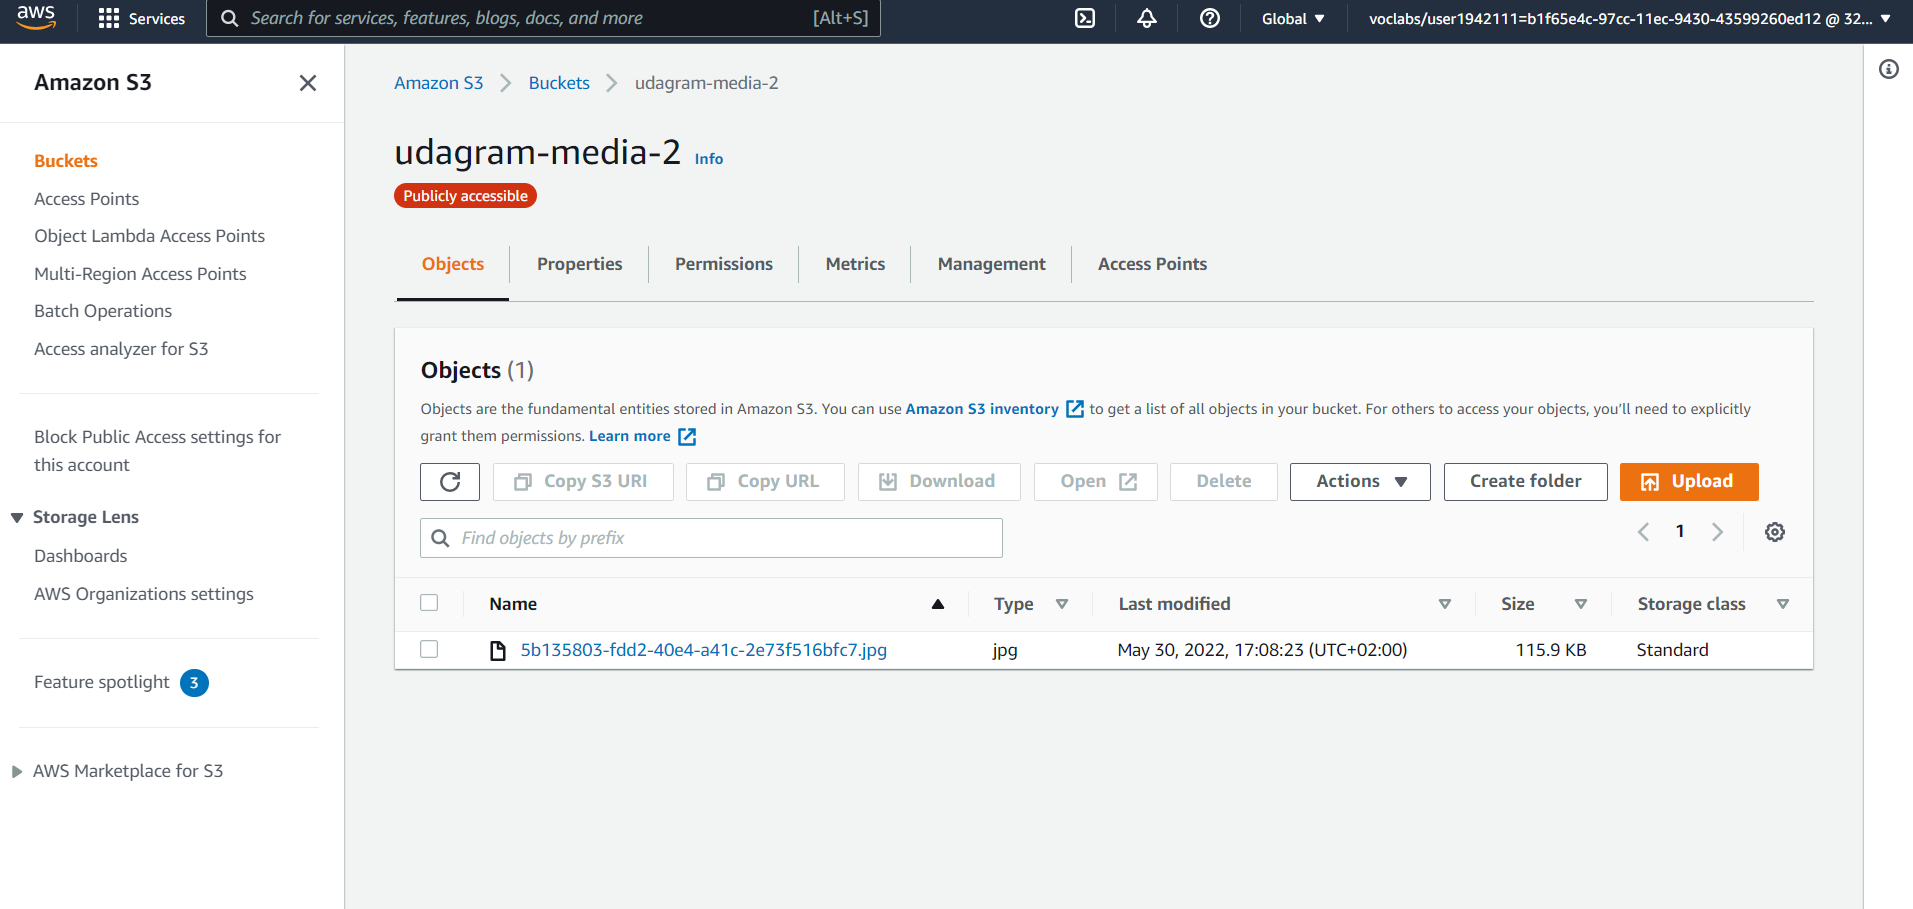 aws
Services
Search for services, features, blogs, docs, and more
[Alt+S]
Global
voclabs/user1942111=b1f65e4c-97cc-11ec-9430-43599260ed12 @ 32...
Amazon S3
Buckets
Access Points
Object Lambda Access Points
Multi-Region Access Points
Batch Operations
Access analyzer for S3
Block Public Access settings for
this account
Storage Lens
Dashboards
AWS Organizations settings
Feature spotlight 3
AWS Marketplace for S3
Amazon S3 Buckets udagram-media-2
udagram-media-2 Info
Publicly accessible
Objects Properties Permissions Metrics Management Access Points
Objects (1)
Objects are the fundamental entities stored in Amazon S3. You can use Amazon S3 inventory to get a list of all objects in your bucket. For others to access your objects, you'll need to explicitly
grant them permissions. Learn more
Copy S3 URI Copy URL Download Open Delete Actions Create folder Upload
Find objects by prefix
1
Name Type Last modified Size Storage class
5b135803-fdd2-40e4-a41c-2e73f516bfc7.jpg jpg May 30, 2022, 17:08:23 (UTC+02:00) 115.9 KB Standard